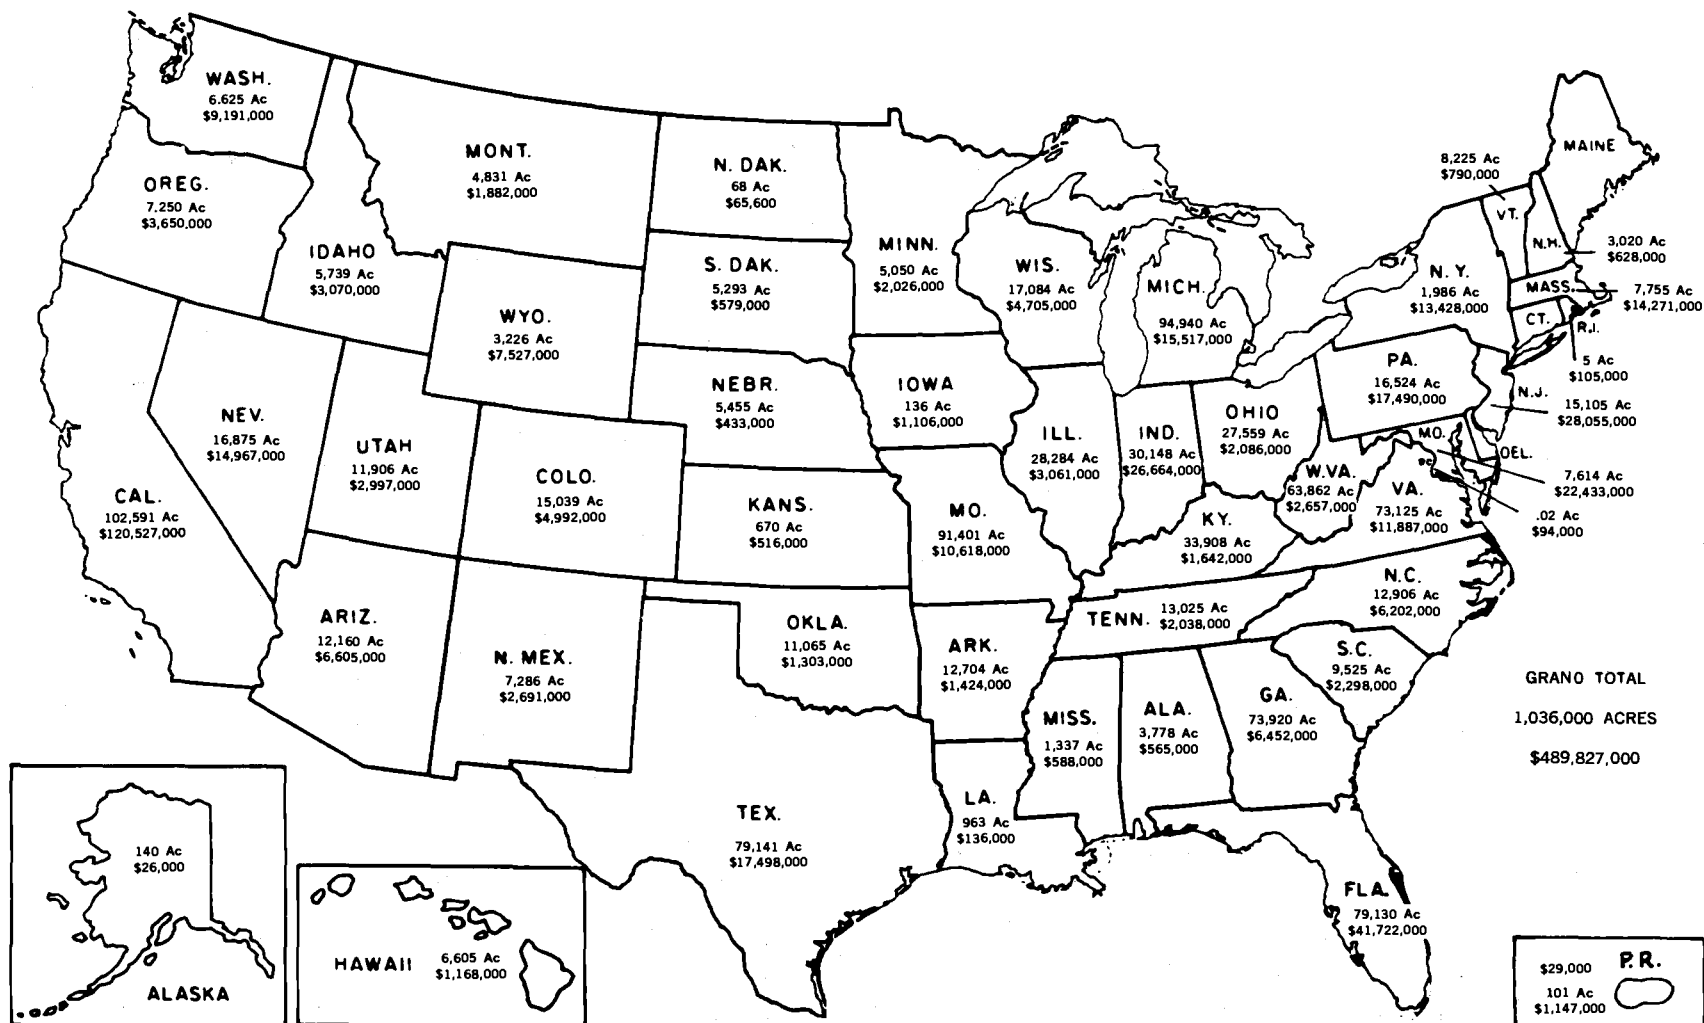 WASH.
6.625 Ac
$9,191,000
OREG.
7.250 Ac
$3,650,000
IDAHO
5,739 Ac
$3,070,000
MONT.
4,831 Ac
$1,882,000
N. DAK.
68 Ac
$65,600
S. DAK.
5,293 Ac
$579,000
WYO.
3,226 Ac
$7,527,000
NEBR.
5,455 Ac
$433,000
MINN.
5,050 Ac
$2,026,000
WIS.
17,084 Ac
$4,705,000
MICH.
94,940 Ac
$15,517,000
IOWA
136 Ac
$1,106,000
CAL.
102,591 Ac
$120,527,000
NEV.
16,875 Ac
$14,967,000
UTAH
11,906 Ac
$2,997,000
COLO.
15,039 Ac
$4,992,000
KANS.
670 Ac
$516,000
MO.
91,401 Ac
$10,618,000
ILL.
28,284 Ac
$3,061,000
IND.
30,148 Ac
$26,664,000
OHIO
27,559 Ac
$2,086,000
KY.
33,908 Ac
$1,642,000
W.VA.
63,862 Ac
$2,657,000
VA.
73,125 Ac
$11,887,000
PA.
16,524 Ac
$17,490,000
N. Y.
1,986 Ac
$13,428,000
8,225 Ac
$790,000
VT.
MAINE
N.H.
3,020 Ac
$628,000
MASS.
7,755 Ac
$14,271,000
CT.
R.I.
5 Ac
$105,000
N.J.
15,105 Ac
$28,055,000
MO.
OEL.
7,614 Ac
$22,433,000
DC
.02 Ac
$94,000
ARIZ.
12,160 Ac
$6,605,000
N. MEX.
7,286 Ac
$2,691,000
OKLA.
11,065 Ac
$1,303,000
ARK.
12,704 Ac
$1,424,000
TENN. 13,025 Ac
$2,038,000
N.C.
12,906 Ac
$6,202,000
S.C.
9,525 Ac
$2,298,000
GA.
73,920 Ac
$6,452,000
ALA.
3,778 Ac
$565,000
MISS.
1,337 Ac
$588,000
LA.
963 Ac
$136,000
TEX.
79,141 Ac
$17,498,000
FLA.
79,130 Ac
$41,722,000
GRANO TOTAL
1,036,000 ACRES
$489,827,000
140 Ac
$26,000
ALASKA
HAWAII
6,605 Ac
$1,168,000
$29,000
P.R.
101 Ac
$1,147,000